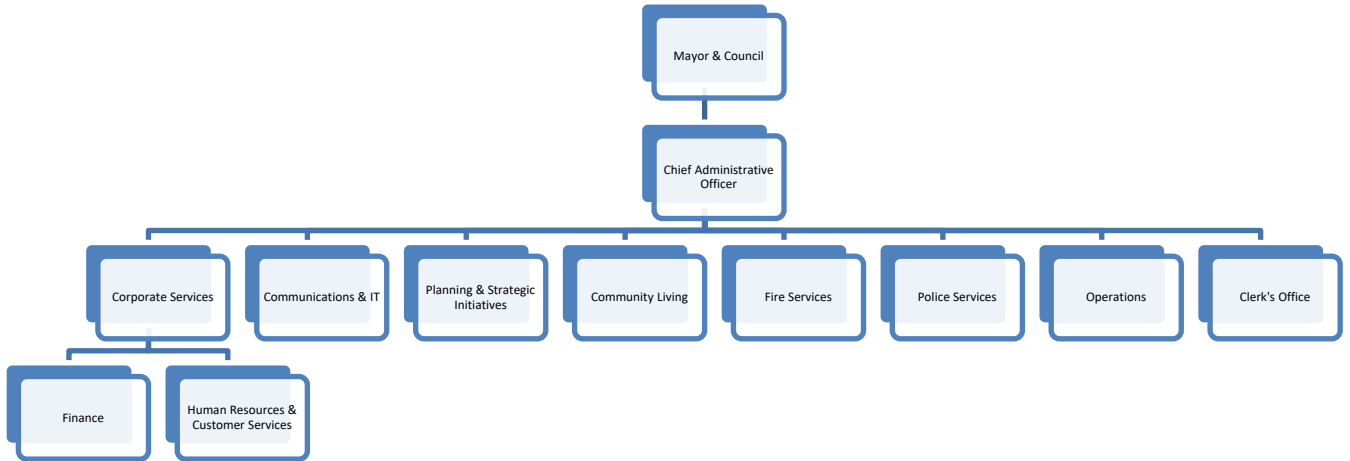 Mayor & Council
Chief Administrative
Officer
Corporate Services
Communications & IT
Planning & Strategic
Initiatives
Community Living
Fire Services
Police Services
Operations
Clerk's Office
Finance
Human Resources &
Customer Services